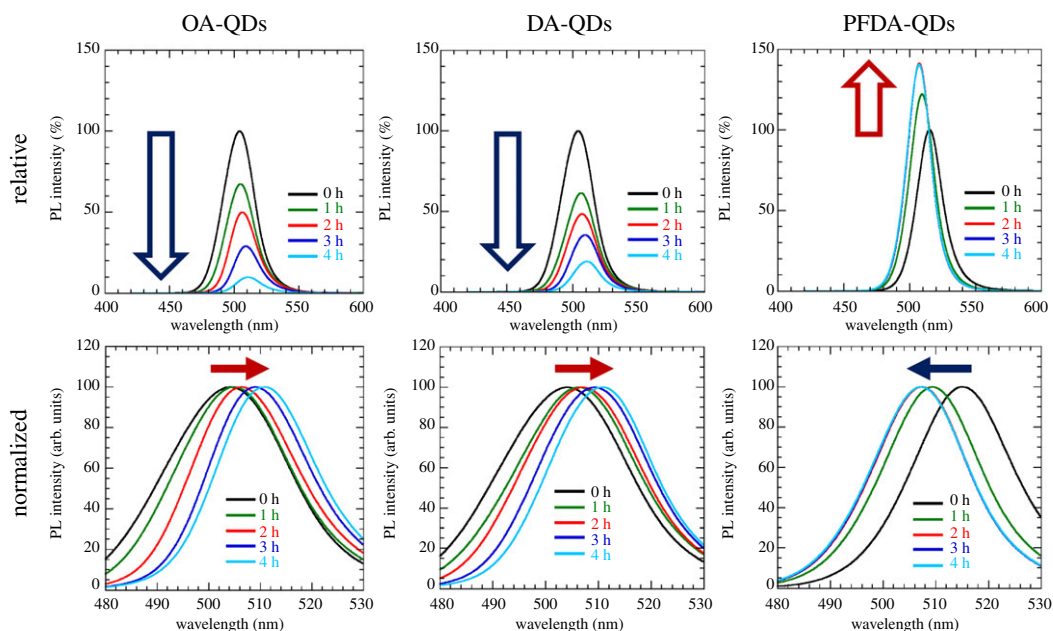 OA-QDs
DA-QDs
PFDA-QDs
relative
PL intensity (%)
150
100
50
0
0 h
1 h
2 h
3 h
4 h
400 450 500 550 600
wavelength (nm)
PL intensity (%)
150
100
50
0
0 h
1 h
2 h
3 h
4 h
400 450 500 550 600
wavelength (nm)
PL intensity (%)
150
100
50
0
0 h
1 h
2 h
3 h
4 h
400 450 500 550 600
wavelength (nm)
normalized
PL intensity (arb. units)
120
100
80
60
40
20
0
0 h
1 h
2 h
3 h
4 h
480 490 500 510 520 530
wavelength (nm)
PL intensity (arb. units)
120
100
80
60
40
20
0
0 h
1 h
2 h
3 h
4 h
480 490 500 510 520 530
wavelength (nm)
PL intensity (arb. units)
120
100
80
60
40
20
0
0 h
1 h
2 h
3 h
4 h
480 490 500 510 520 530
wavelength (nm)